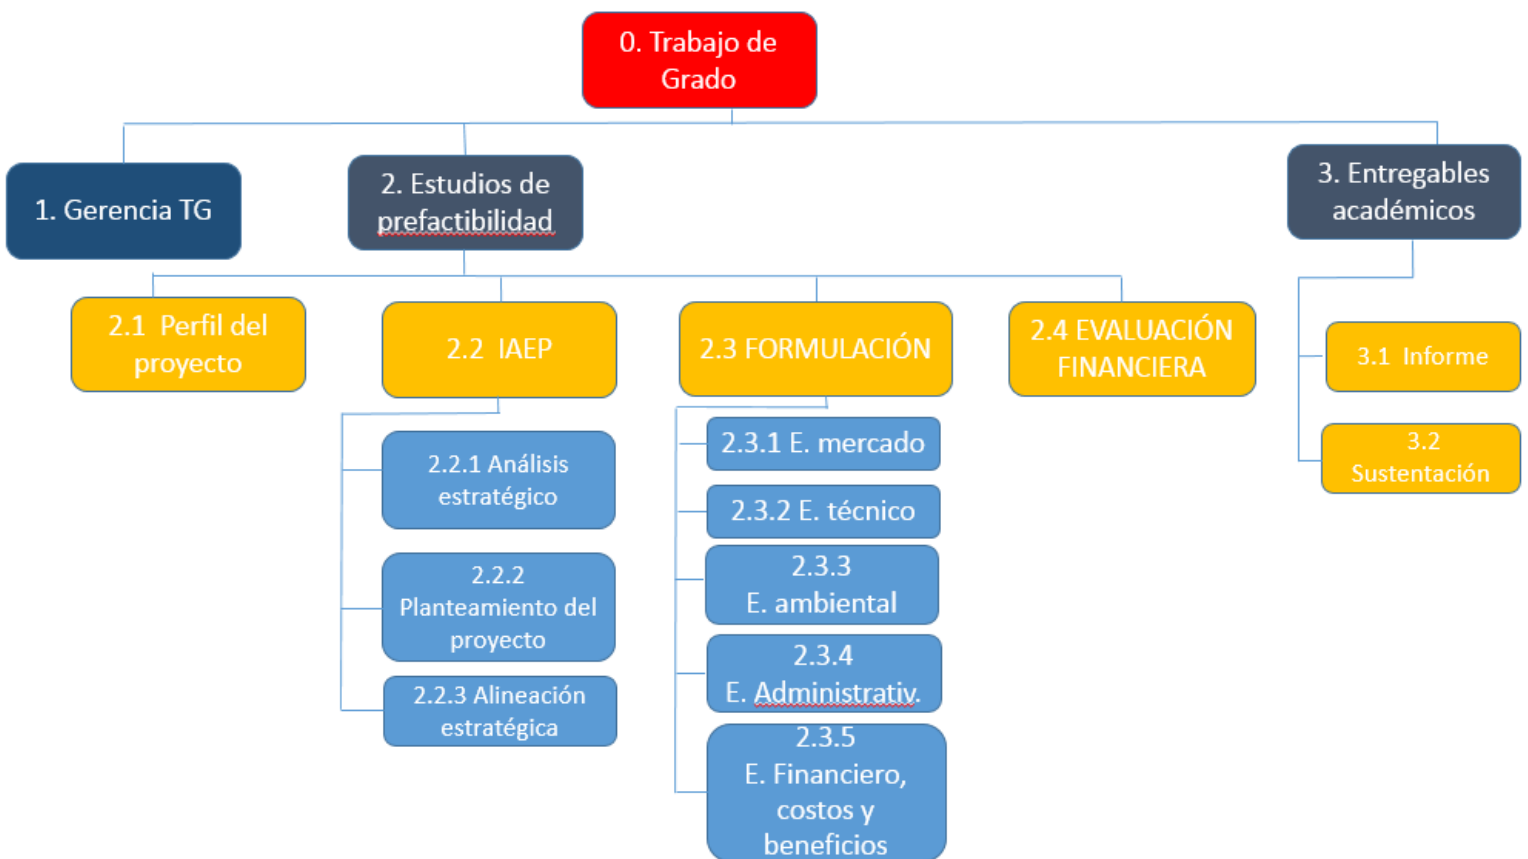 0. Trabajo de
Grado
1. Gerencia TG
2. Estudios de
prefactibilidad
3. Entregables
académicos
2.1 Perfil del
proyecto
2.2 IAEP
2.3 FORMULACIÓN
2.4 EVALUACIÓN
FINANCIERA
2.2.1 Análisis
estratégico
2.2.2
Planteamiento del
proyecto
2.2.3 Alineación
estratégica
2.3.1 E. mercado
2.3.2 E. técnico
2.3.3
E. ambiental
2.3.4
E. Administrativ.
2.3.5
E. Financiero,
costos y
beneficios
3.1 Informe
3.2
Sustentación